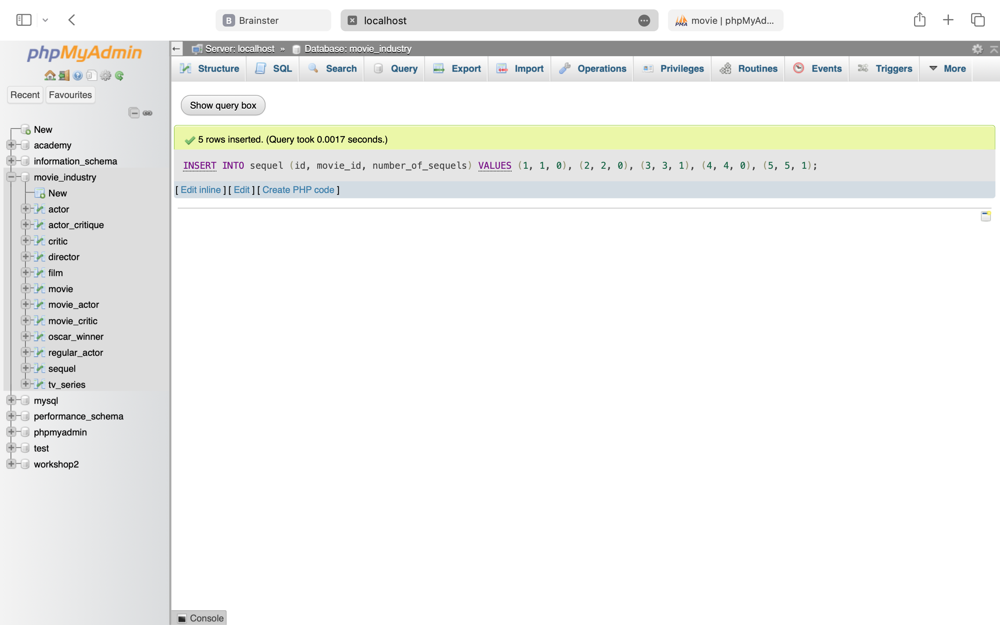 B Brainster
localhost
PMA movie | phpMyAd...
phpMyAdmin
Server: localhost » Database: movie_industry
Structure SQL Search Query Export Import Operations Privileges Routines Events Triggers More
Recent Favourites
Show query box
New
academy
information_schema
movie_industry
New
actor
actor_critique
critic
director
film
movie
movie_actor
movie_critic
oscar_winner
regular_actor
sequel
tv_series
mysql
performance_schema
phpmyadmin
test
workshop2
5 rows inserted. (Query took 0.0017 seconds.)
INSERT INTO sequel (id, movie_id, number_of_sequels) VALUES (1, 1, 0), (2, 2, 0), (3, 3, 1), (4, 4, 0), (5, 5, 1);
[ Edit inline ] [ Edit ] [ Create PHP code ]
Console